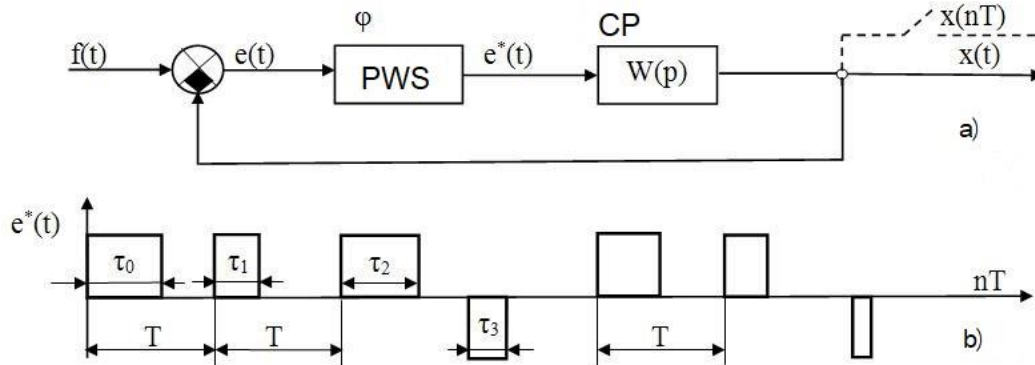 φ
CP
x(nT)
f(t)
e(t)
PWS
e*(t)
W(p)
x(t)
a)
e*(t)
τ0
τ1
τ2
τ3
nT
T
T
T
b)